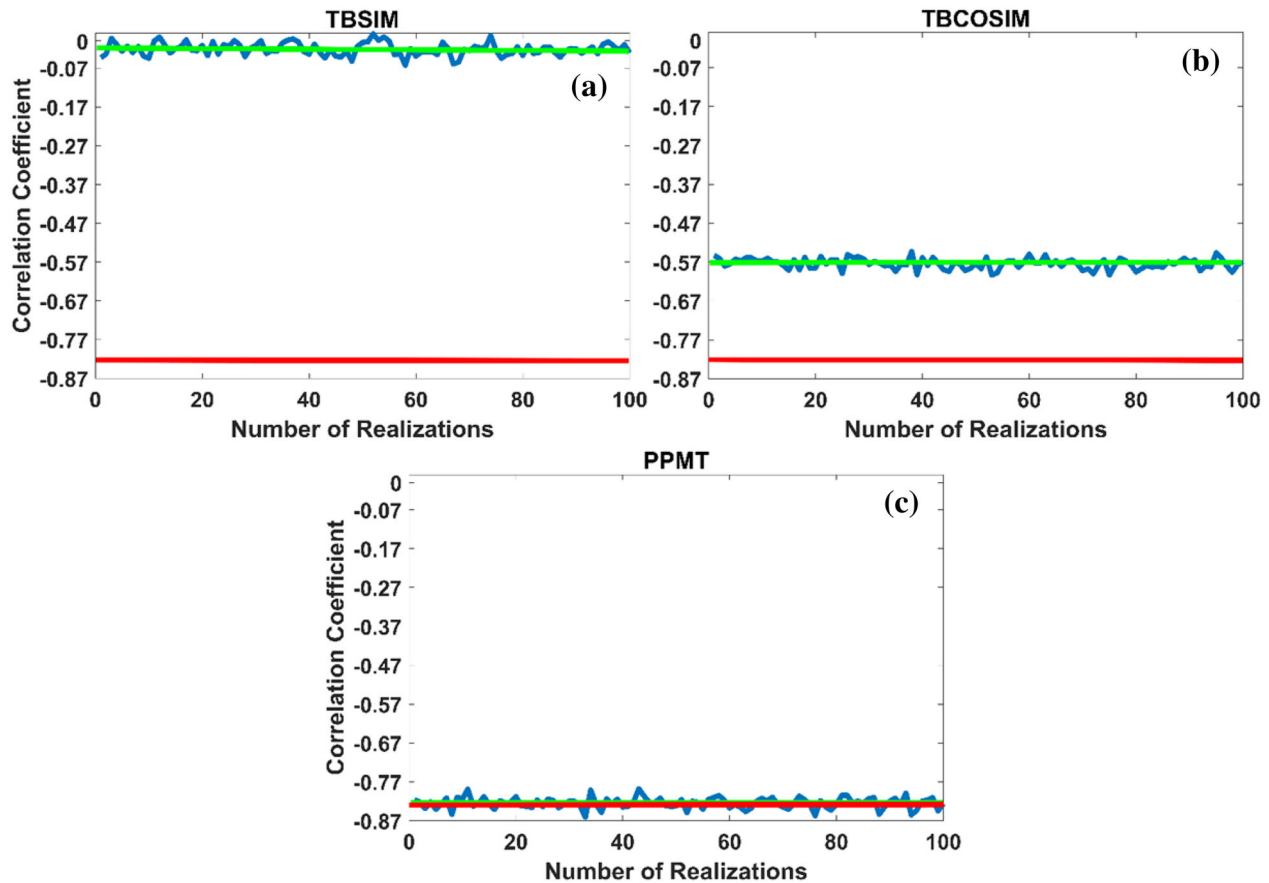 TBSIM
(a)
0
-0.07
-0.17
-0.27
-0.37
-0.47
-0.57
-0.67
-0.77
-0.87
Correlation Coefficient
0 20 40 60 80 100
Number of Realizations
TBCOSIM
(b)
0
-0.07
-0.17
-0.27
-0.37
-0.47
-0.57
-0.67
-0.77
-0.87
0 20 40 60 80 100
Number of Realizations
PPMT
(c)
0
-0.07
-0.17
-0.27
-0.37
-0.47
-0.57
-0.67
-0.77
-0.87
Correlation Coefficient
0 20 40 60 80 100
Number of Realizations